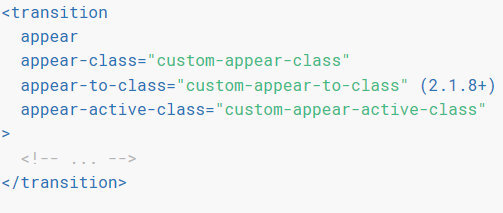 <transition
  appear
  appear-class="custom-appear-class"
  appear-to-class="custom-appear-to-class" (2.1.8+)
  appear-active-class="custom-appear-active-class"
>
  <!-- ... -->
</transition>